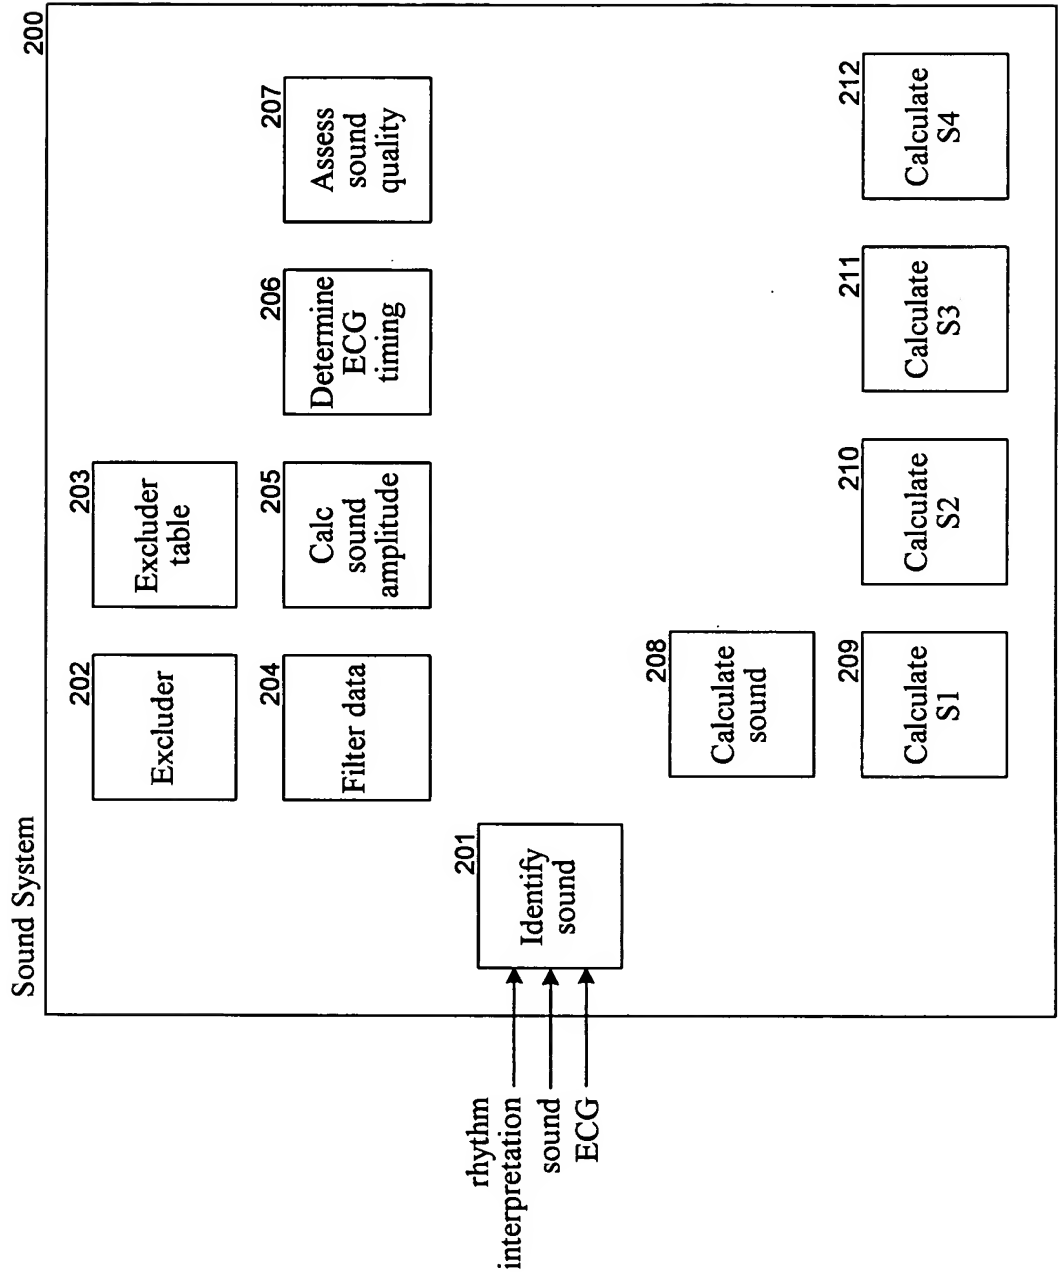 Sound System
200
202
Excluder
203
Excluder
table
204
Filter data
205
Calc
sound
amplitude
206
Determine
ECG
timing
207
Assess
sound
quality
rhythm
interpretation
sound
ECG
201
Identify
sound
208
Calculate
sound
209
Calculate
S1
210
Calculate
S2
211
Calculate
S3
212
Calculate
S4